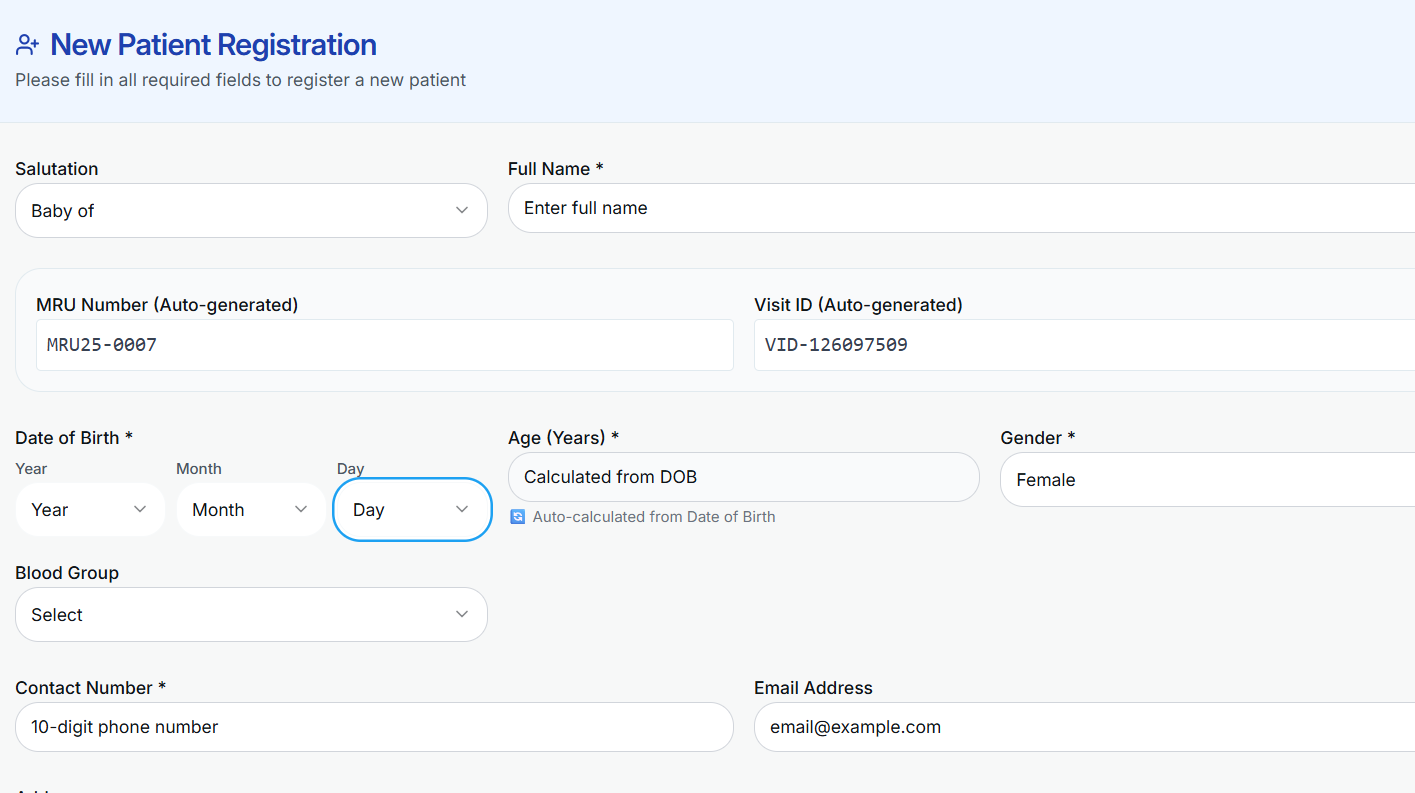 New Patient Registration
Please fill in all required fields to register a new patient
Salutation
Full Name *
Baby of
Enter full name
MRU Number (Auto-generated)
Visit ID (Auto-generated)
MRU25-0007
VID-126097509
Date of Birth *
Age (Years) *
Gender *
Year
Month
Day
Calculated from DOB
Female
Year
Month
Day
Auto-calculated from Date of Birth
Blood Group
Select
Contact Number *
Email Address
10-digit phone number
email@example.com